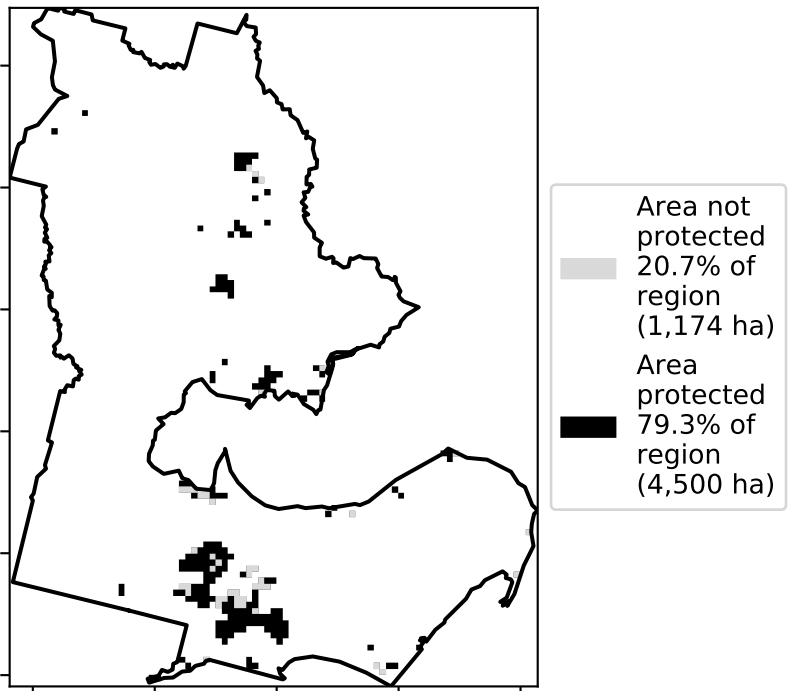 Area not
protected
20.7% of
region
(1,174 ha)
Area
protected
79.3% of
region
(4,500 ha)